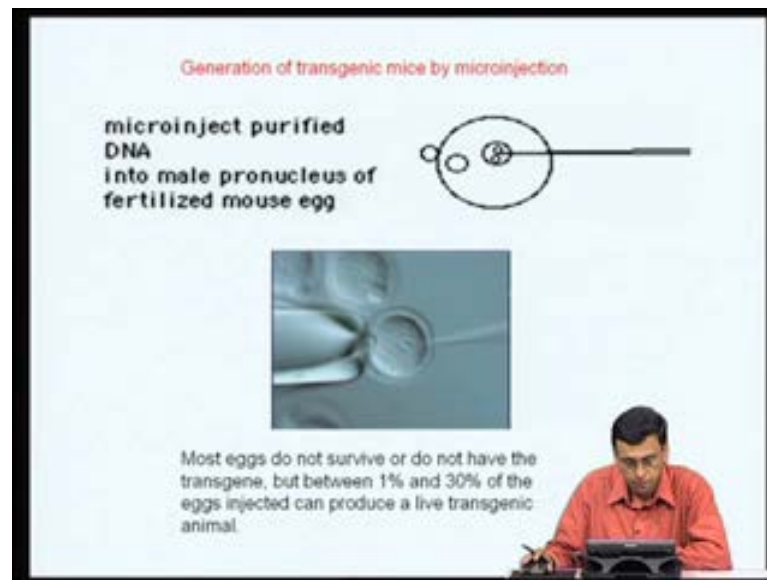 Generation of transgenic mice by microinjection
microinject purified
DNA
into male pronucleus of
fertilized mouse egg
Most eggs do not survive or do not have the
transgene, but between 1% and 30% of the
eggs injected can produce a live transgenic
animal.